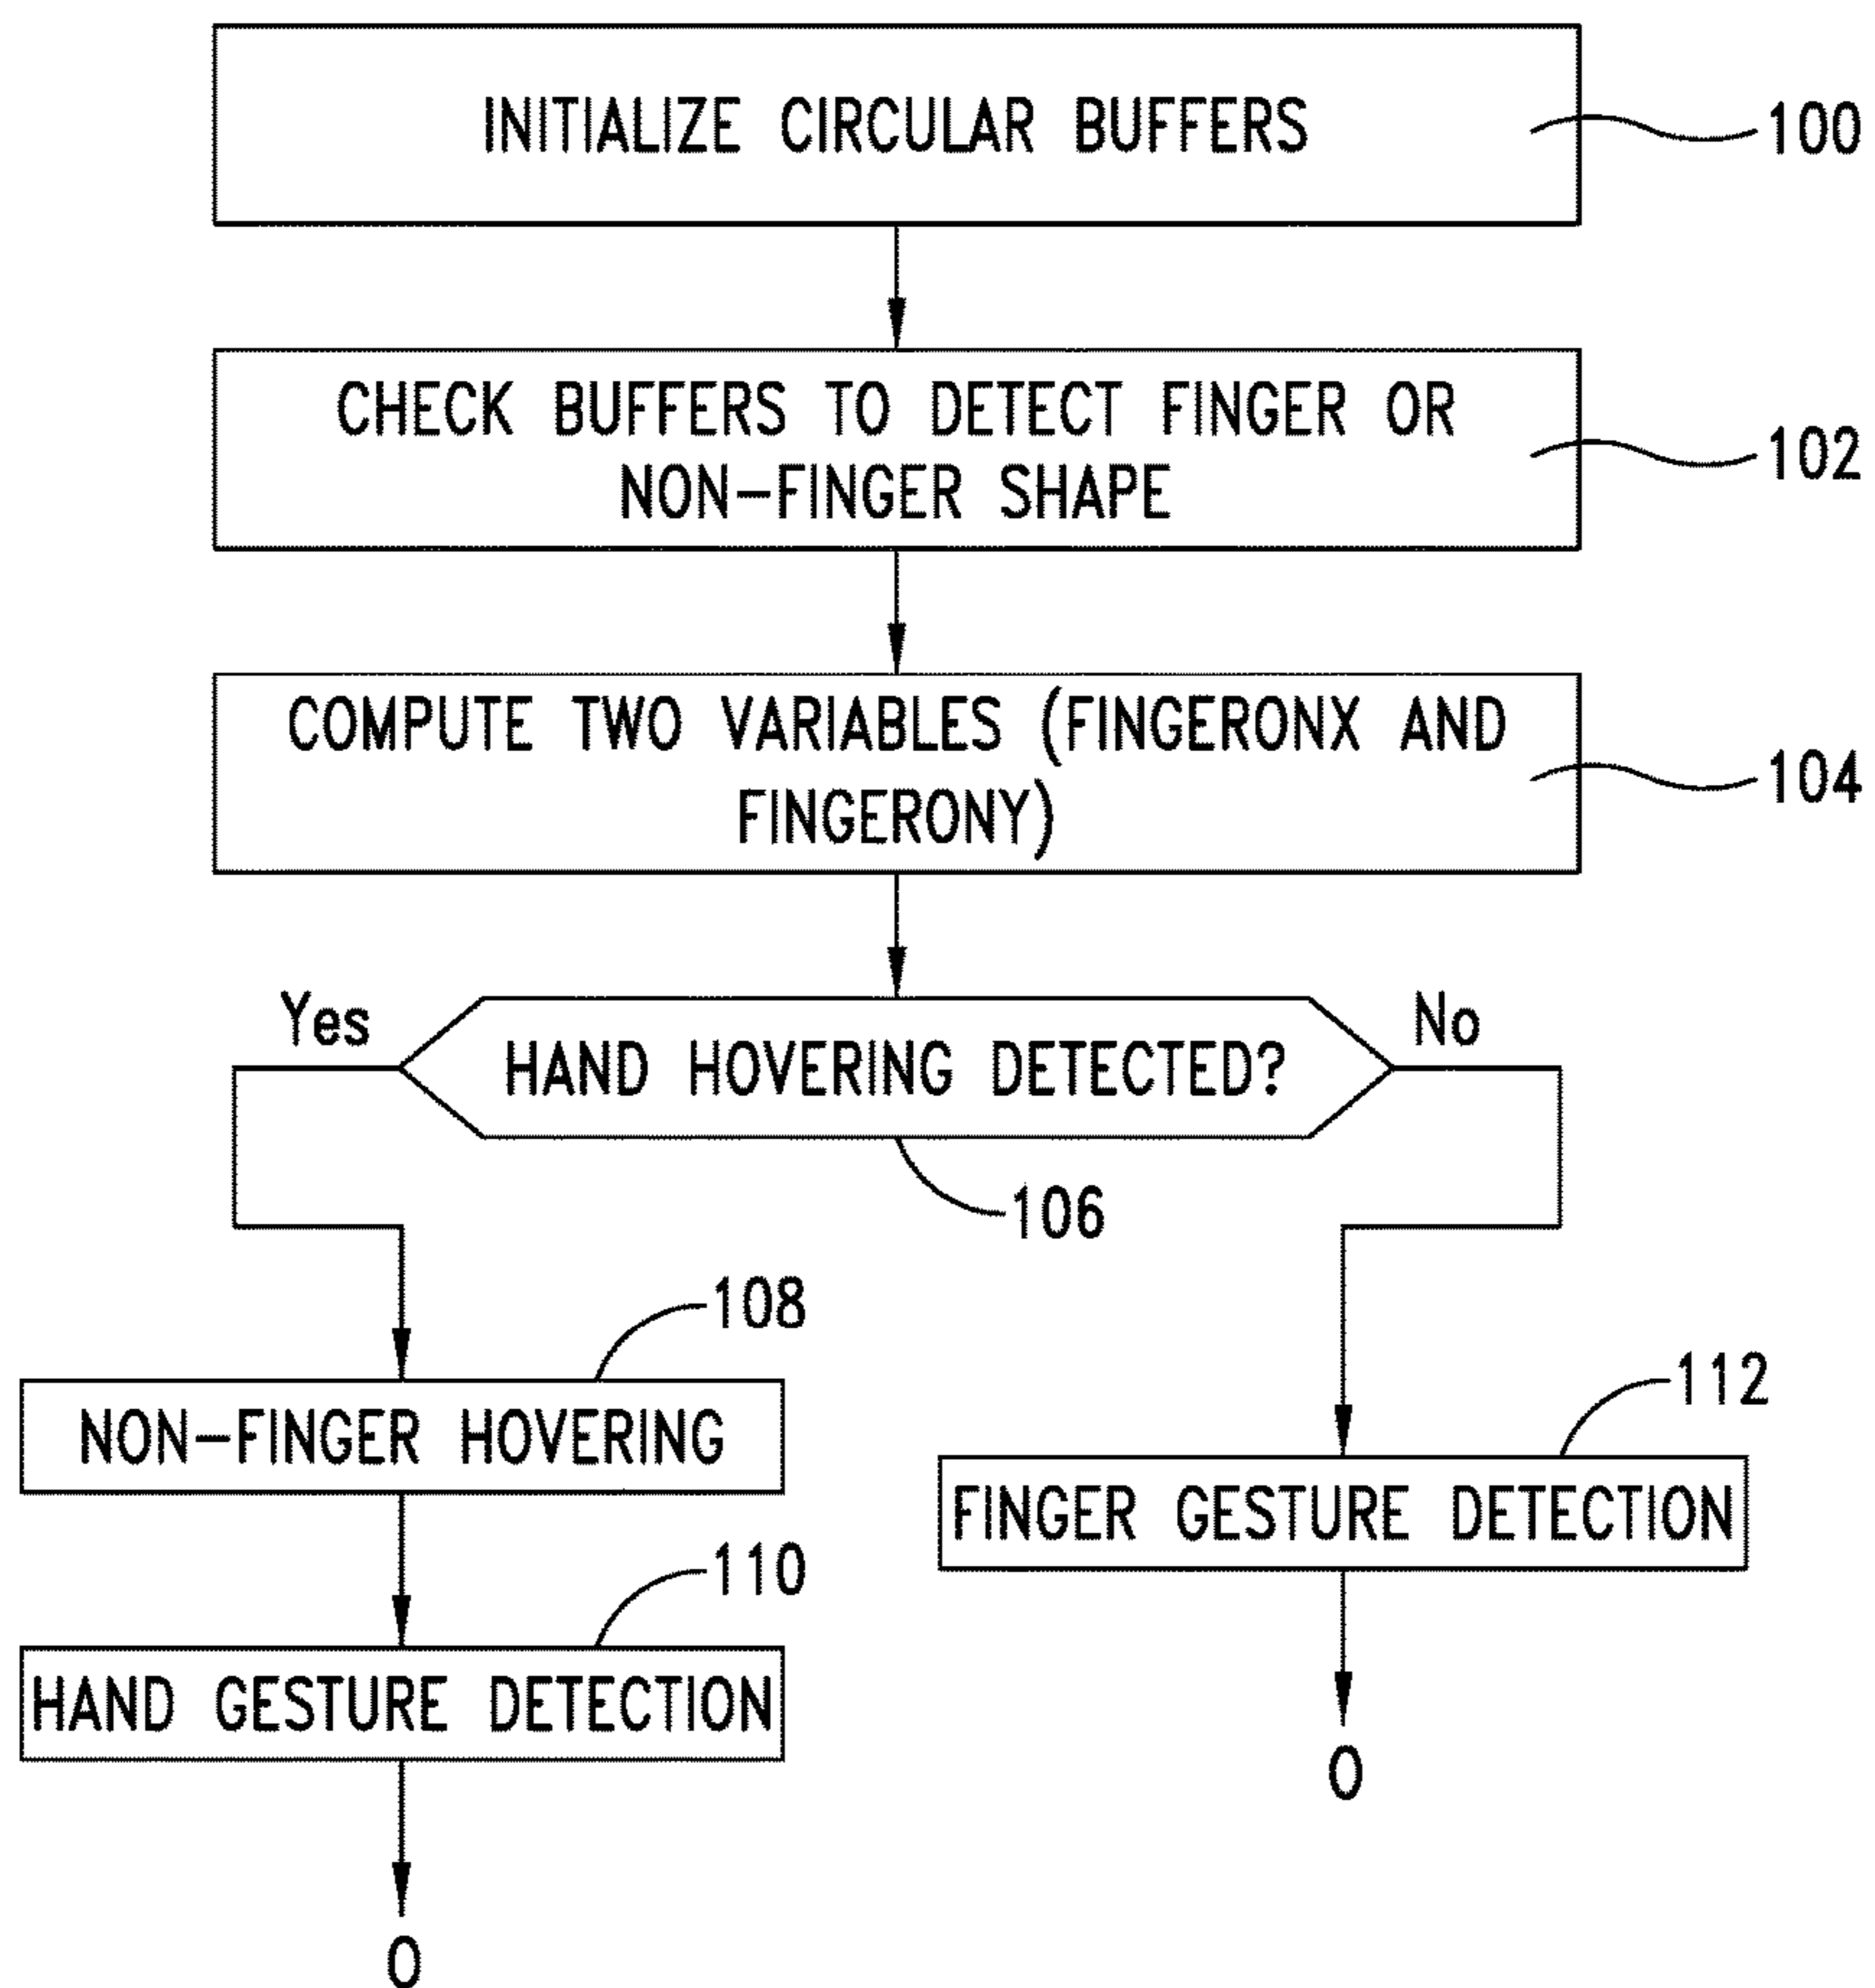 INITIALIZE CIRCULAR BUFFERS
100
CHECK BUFFERS TO DETECT FINGER OR
NON-FINGER SHAPE
102
COMPUTE TWO VARIABLES (FINGERONX AND
FINGERONY)
104
Yes
No
HAND HOVERING DETECTED?
106
108
NON-FINGER HOVERING
112
FINGER GESTURE DETECTION
110
HAND GESTURE DETECTION
O
O